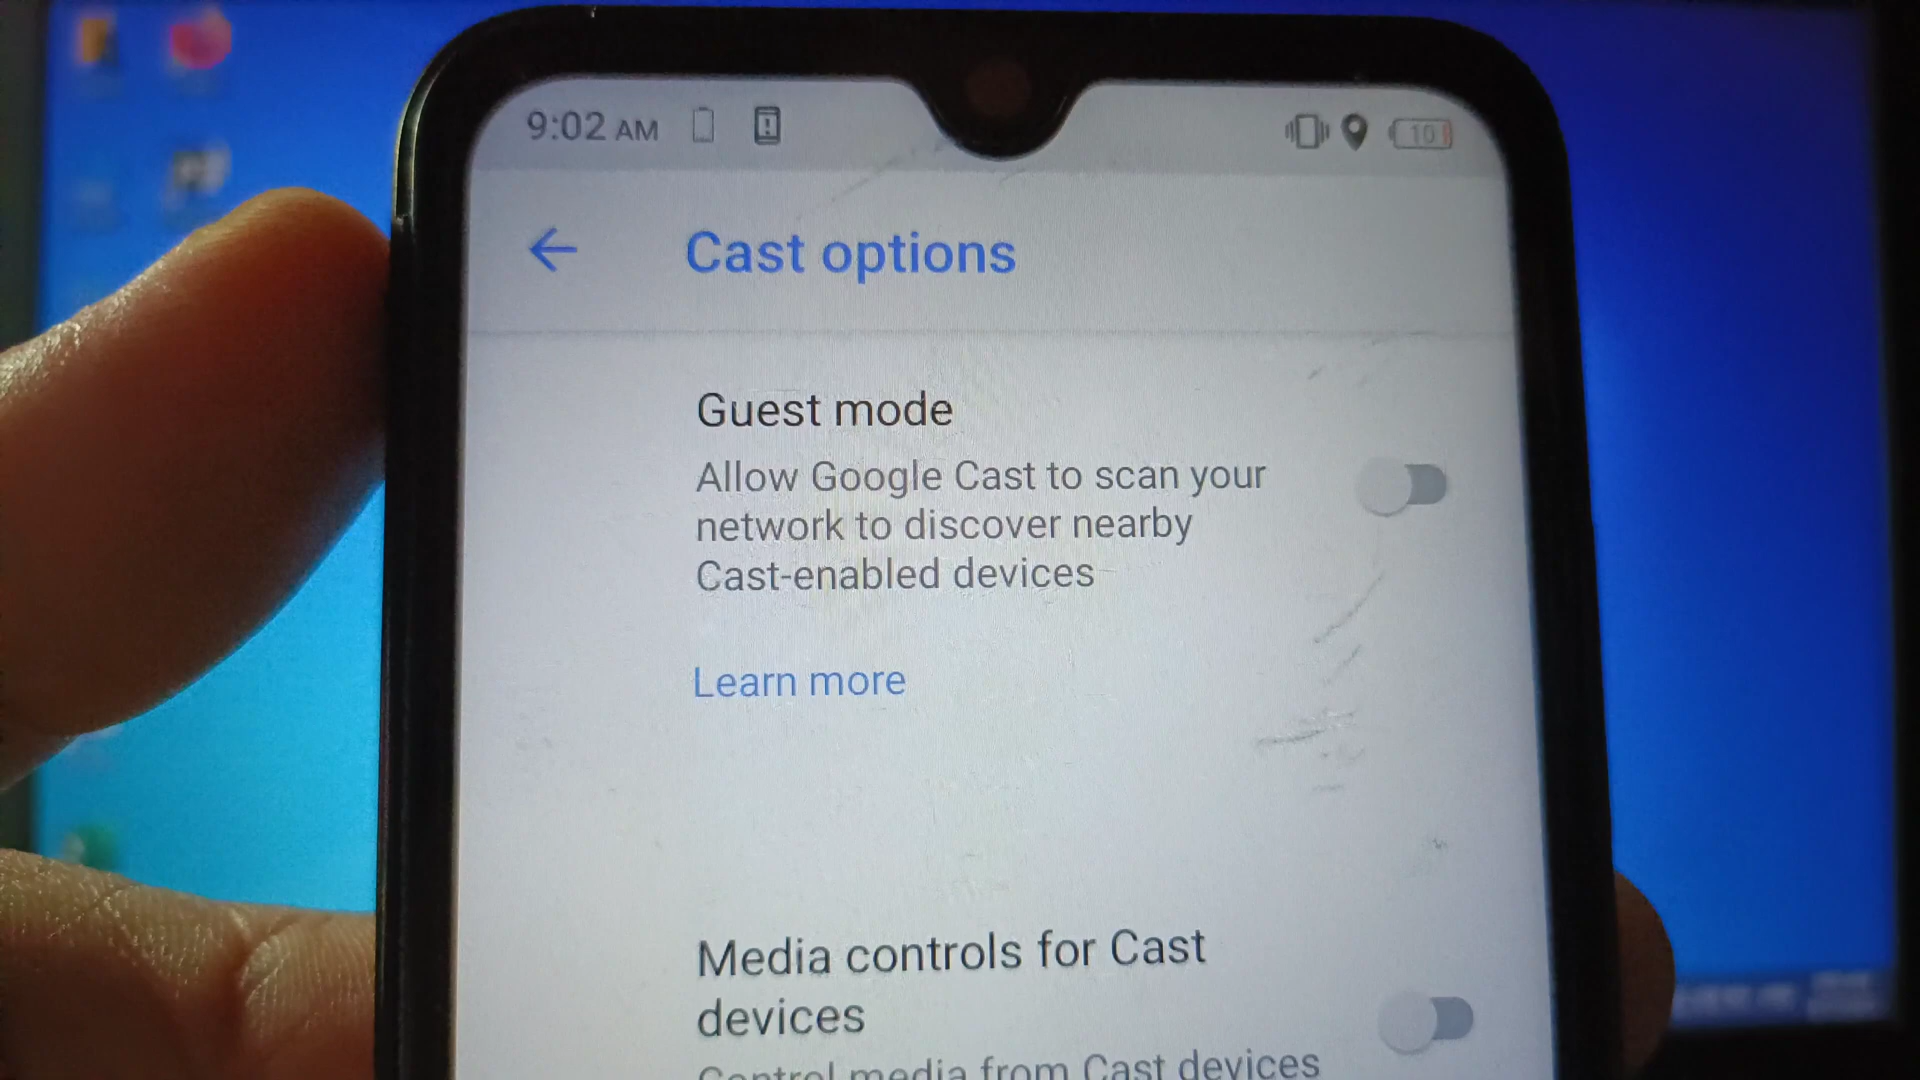 9:02 AM
10
Cast options
Guest mode
Allow Google Cast to scan your
network to discover nearby
Cast-enabled devices
Learn more
Media controls for Cast
devices
Control media from Cast devices